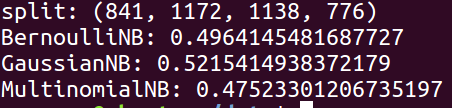 split: (841, 1172, 1138, 776)
BernoulliNB: 0.4964145481687727
GaussianNB: 0.5215414938372179
MultinomialNB: 0.47523301206735197